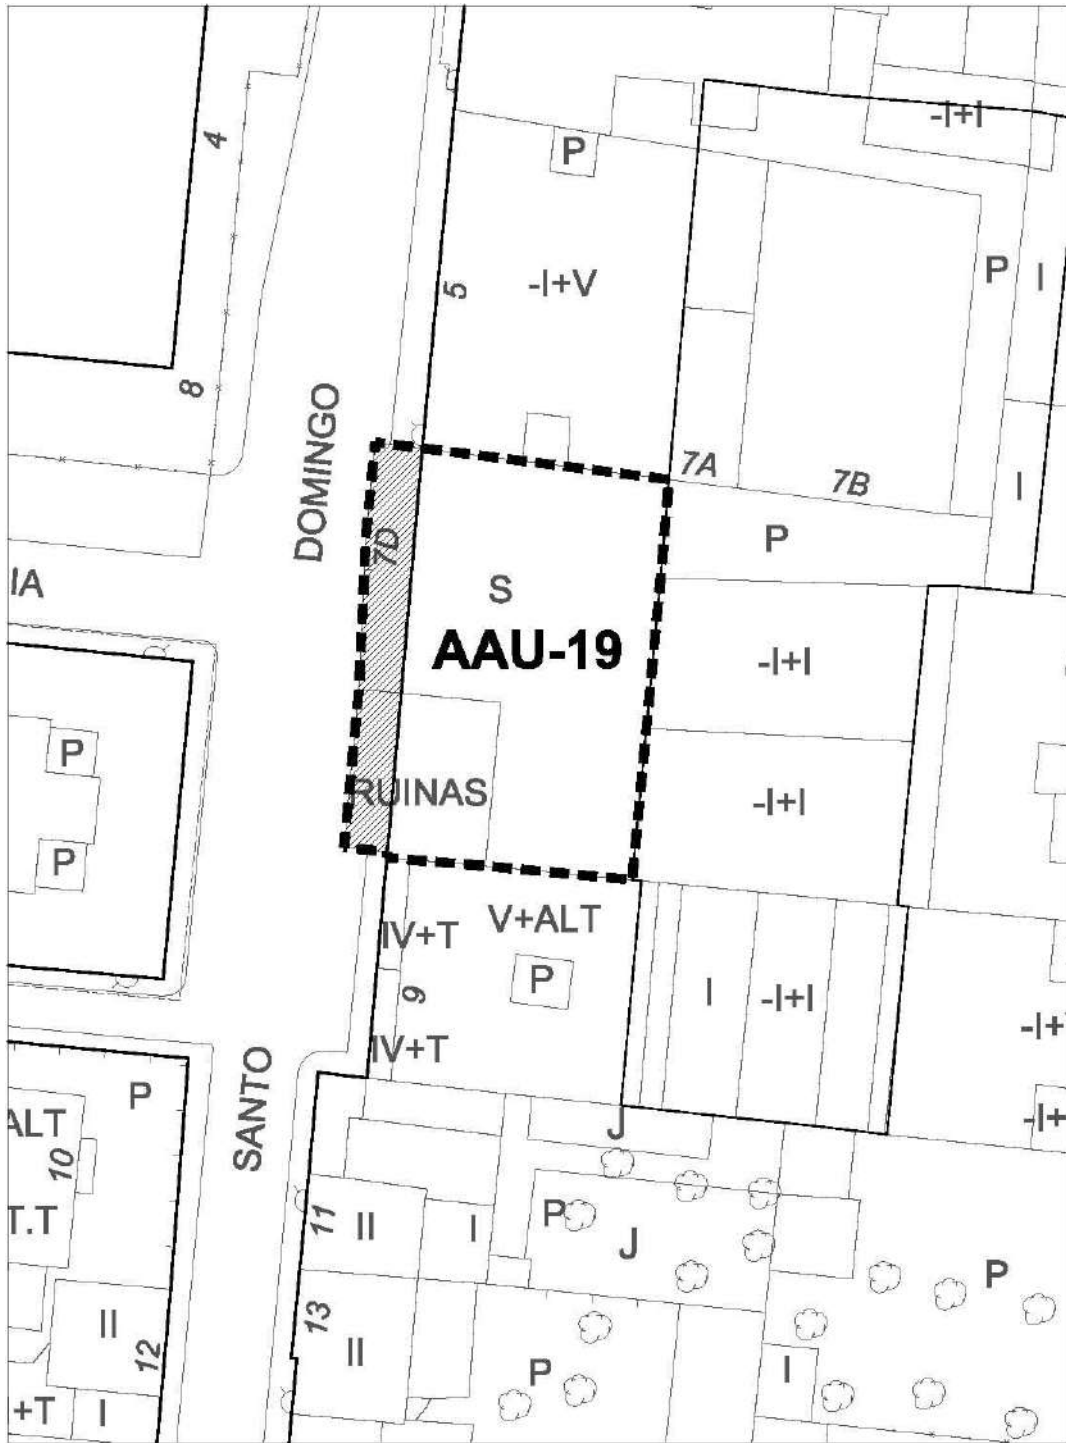 4
-I+I
P
5
-I+V
P
I
8
DOMINGO
7A
7B
I
7D
P
IA
S
AAU-19
-I+I
P
RUINAS
-I+I
P
IV+T
V+ALT
P
9
I
-I+I
IV+T
SANTO
P
J
ALT
10
T.T
11
II
I
P
J
P
II
12
13
II
P
I
+T
I